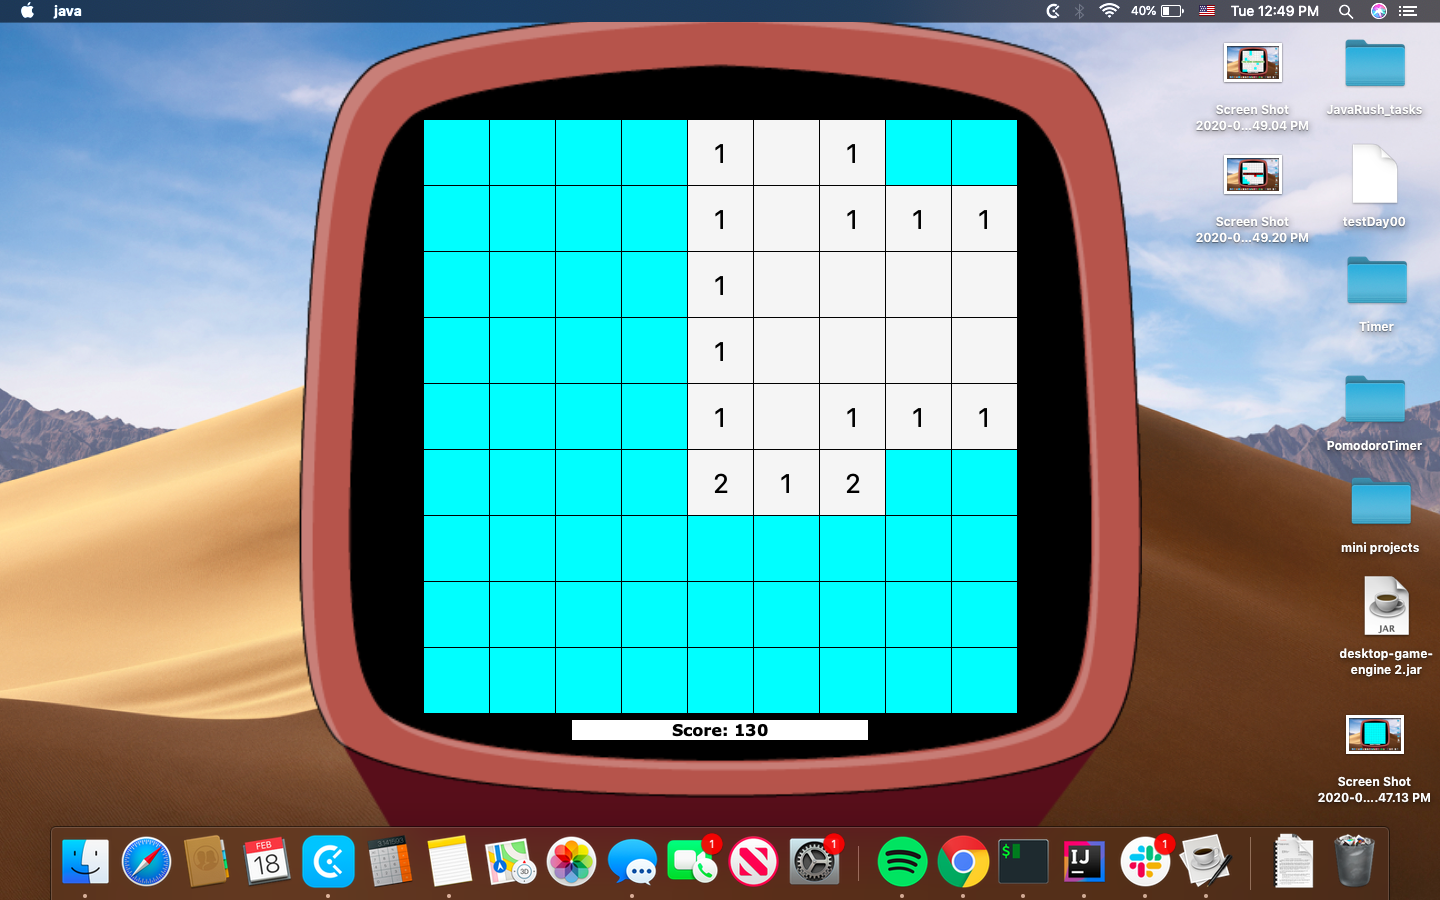 java
40%
Tue 12:49 PM
Screen Shot
2020-0...49.04 PM
JavaRush_tasks
Screen Shot
2020-0...49.20 PM
testDay00
Timer
PomodoroTimer
mini projects
JAR
desktop-game-
engine 2.jar
Screen Shot
2020-0....47.13 PM
1 1
1 1 1 1
1
1
1 1 1 1
2 1 2
Score: 130
FEB
18
3D
1
1
$
IJ
1